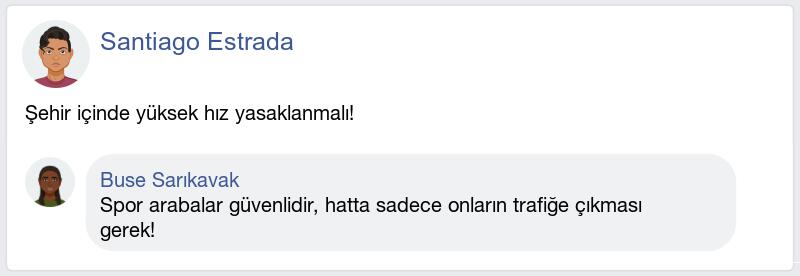 Santiago Estrada
Şehir içinde yüksek hız yasaklanmalı!
Buse Sarıkavak
Spor arabalar güvenlidir, hatta sadece onların trafiğe çıkması
gerek!